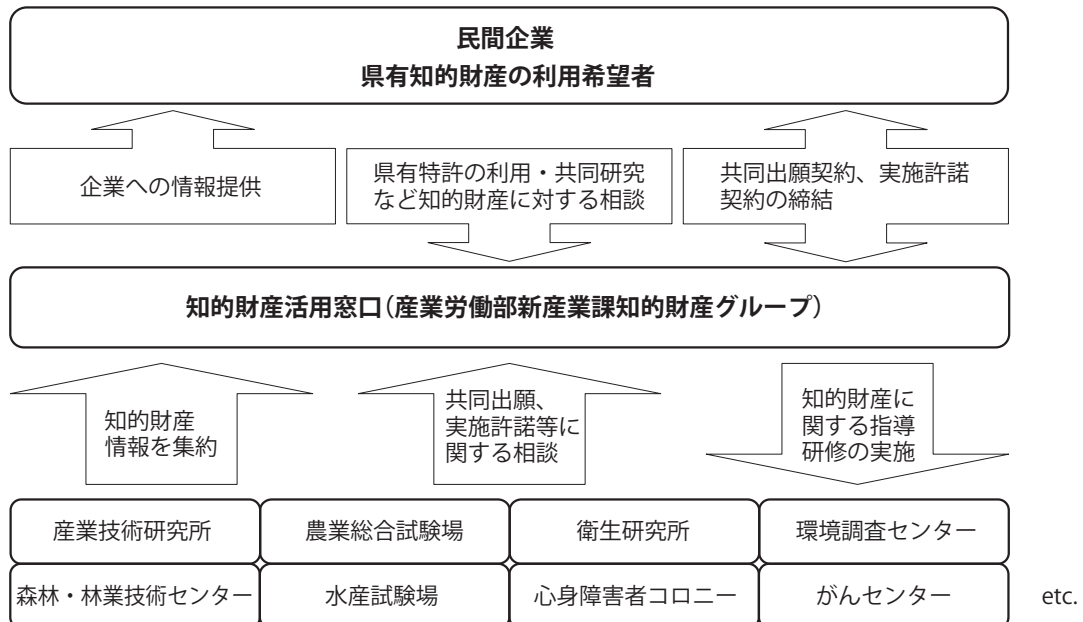 民間企業
県有知的財産の利用希望者
企業への情報提供
県有特許の利用・共同研究
など知的財産に対する相談
共同出願契約、実施許諾
契約の締結
知的財産活用窓口(産業労働部新産業課知的財産グループ)
知的財産
情報を集約
共同出願、
実施許諾等に
関する相談
知的財産に
関する指導
研修の実施
産業技術研究所
農業総合試験場
衛生研究所
環境調査センター
森林・林業技術センター
水産試験場
心身障害者コロニー
がんセンター
etc.